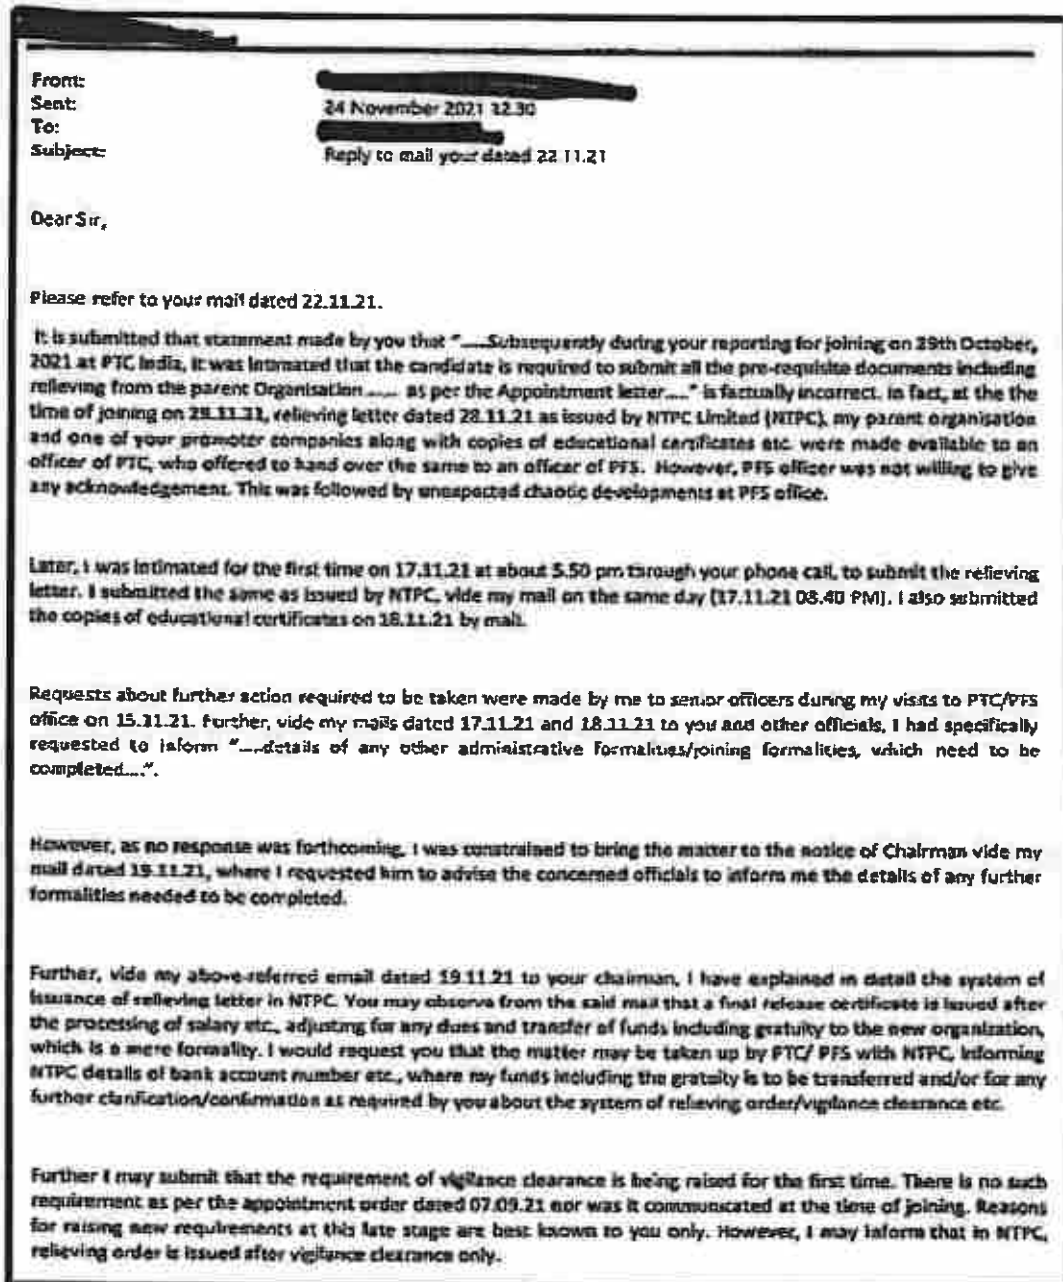 From:
Sent: 24 November 2021 12.30
To:
Subject: Reply to mail your dated 22.11.21
Dear Sir,
Please refer to your mail dated 22.11.21.
It is submitted that statement made by you that ".....Subsequently during your reporting for joining on 29th October,
2021 at PTC India, it was intimated that the candidate is required to submit all the pre-requisite documents including
relieving from the parent Organisation ...... as per the Appointment letter....." is factually incorrect. In fact, at the the
time of joining on 29.11.21, relieving letter dated 28.11.21 as issued by NTPC Limited (NTPC), my parent organisation
and one of your promoter companies along with copies of educational certificates etc. were made available to an
officer of PTC, who offered to hand over the same to an officer of PFS. However, PFS officer was not willing to give
any acknowledgement. This was followed by unexpected chaotic developments at PFS office.
Later, I was intimated for the first time on 17.11.21 at about 5.50 pm through your phone call, to submit the relieving
letter. I submitted the same as issued by NTPC, vide my mail on the same day (17.11.21 08.40 PM). I also submitted
the copies of educational certificates on 18.11.21 by mail.
Requests about further action required to be taken were made by me to senior officers during my visits to PTC/PFS
office on 15.11.21. Further, vide my mails dated 17.11.21 and 18.11.21 to you and other officials, I had specifically
requested to inform ".....details of any other administrative formalities/joining formalities, which need to be
completed....".
However, as no response was forthcoming, I was constrained to bring the matter to the notice of Chairman vide my
mail dated 19.11.21, where I requested him to advise the concerned officials to inform me the details of any further
formalities needed to be completed.
Further, vide my above-referred email dated 19.11.21 to your chairman, I have explained in detail the system of
issuance of relieving letter in NTPC. You may observe from the said mail that a final release certificate is issued after
the processing of salary etc., adjusting for any dues and transfer of funds including gratuity to the new organization,
which is a mere formality. I would request you that the matter may be taken up by PTC/ PFS with NTPC, informing
NTPC details of bank account number etc., where my funds including the gratuity is to be transferred and/or for any
further clarification/confirmation as required by you about the system of relieving order/vigilance clearance etc.
Further I may submit that the requirement of vigilance clearance is being raised for the first time. There is no such
requirement as per the appointment order dated 07.09.21 nor was it communicated at the time of joining. Reasons
for raising new requirements at this late stage are best known to you only. However, I may inform that in NTPC,
relieving order is issued after vigilance clearance only.